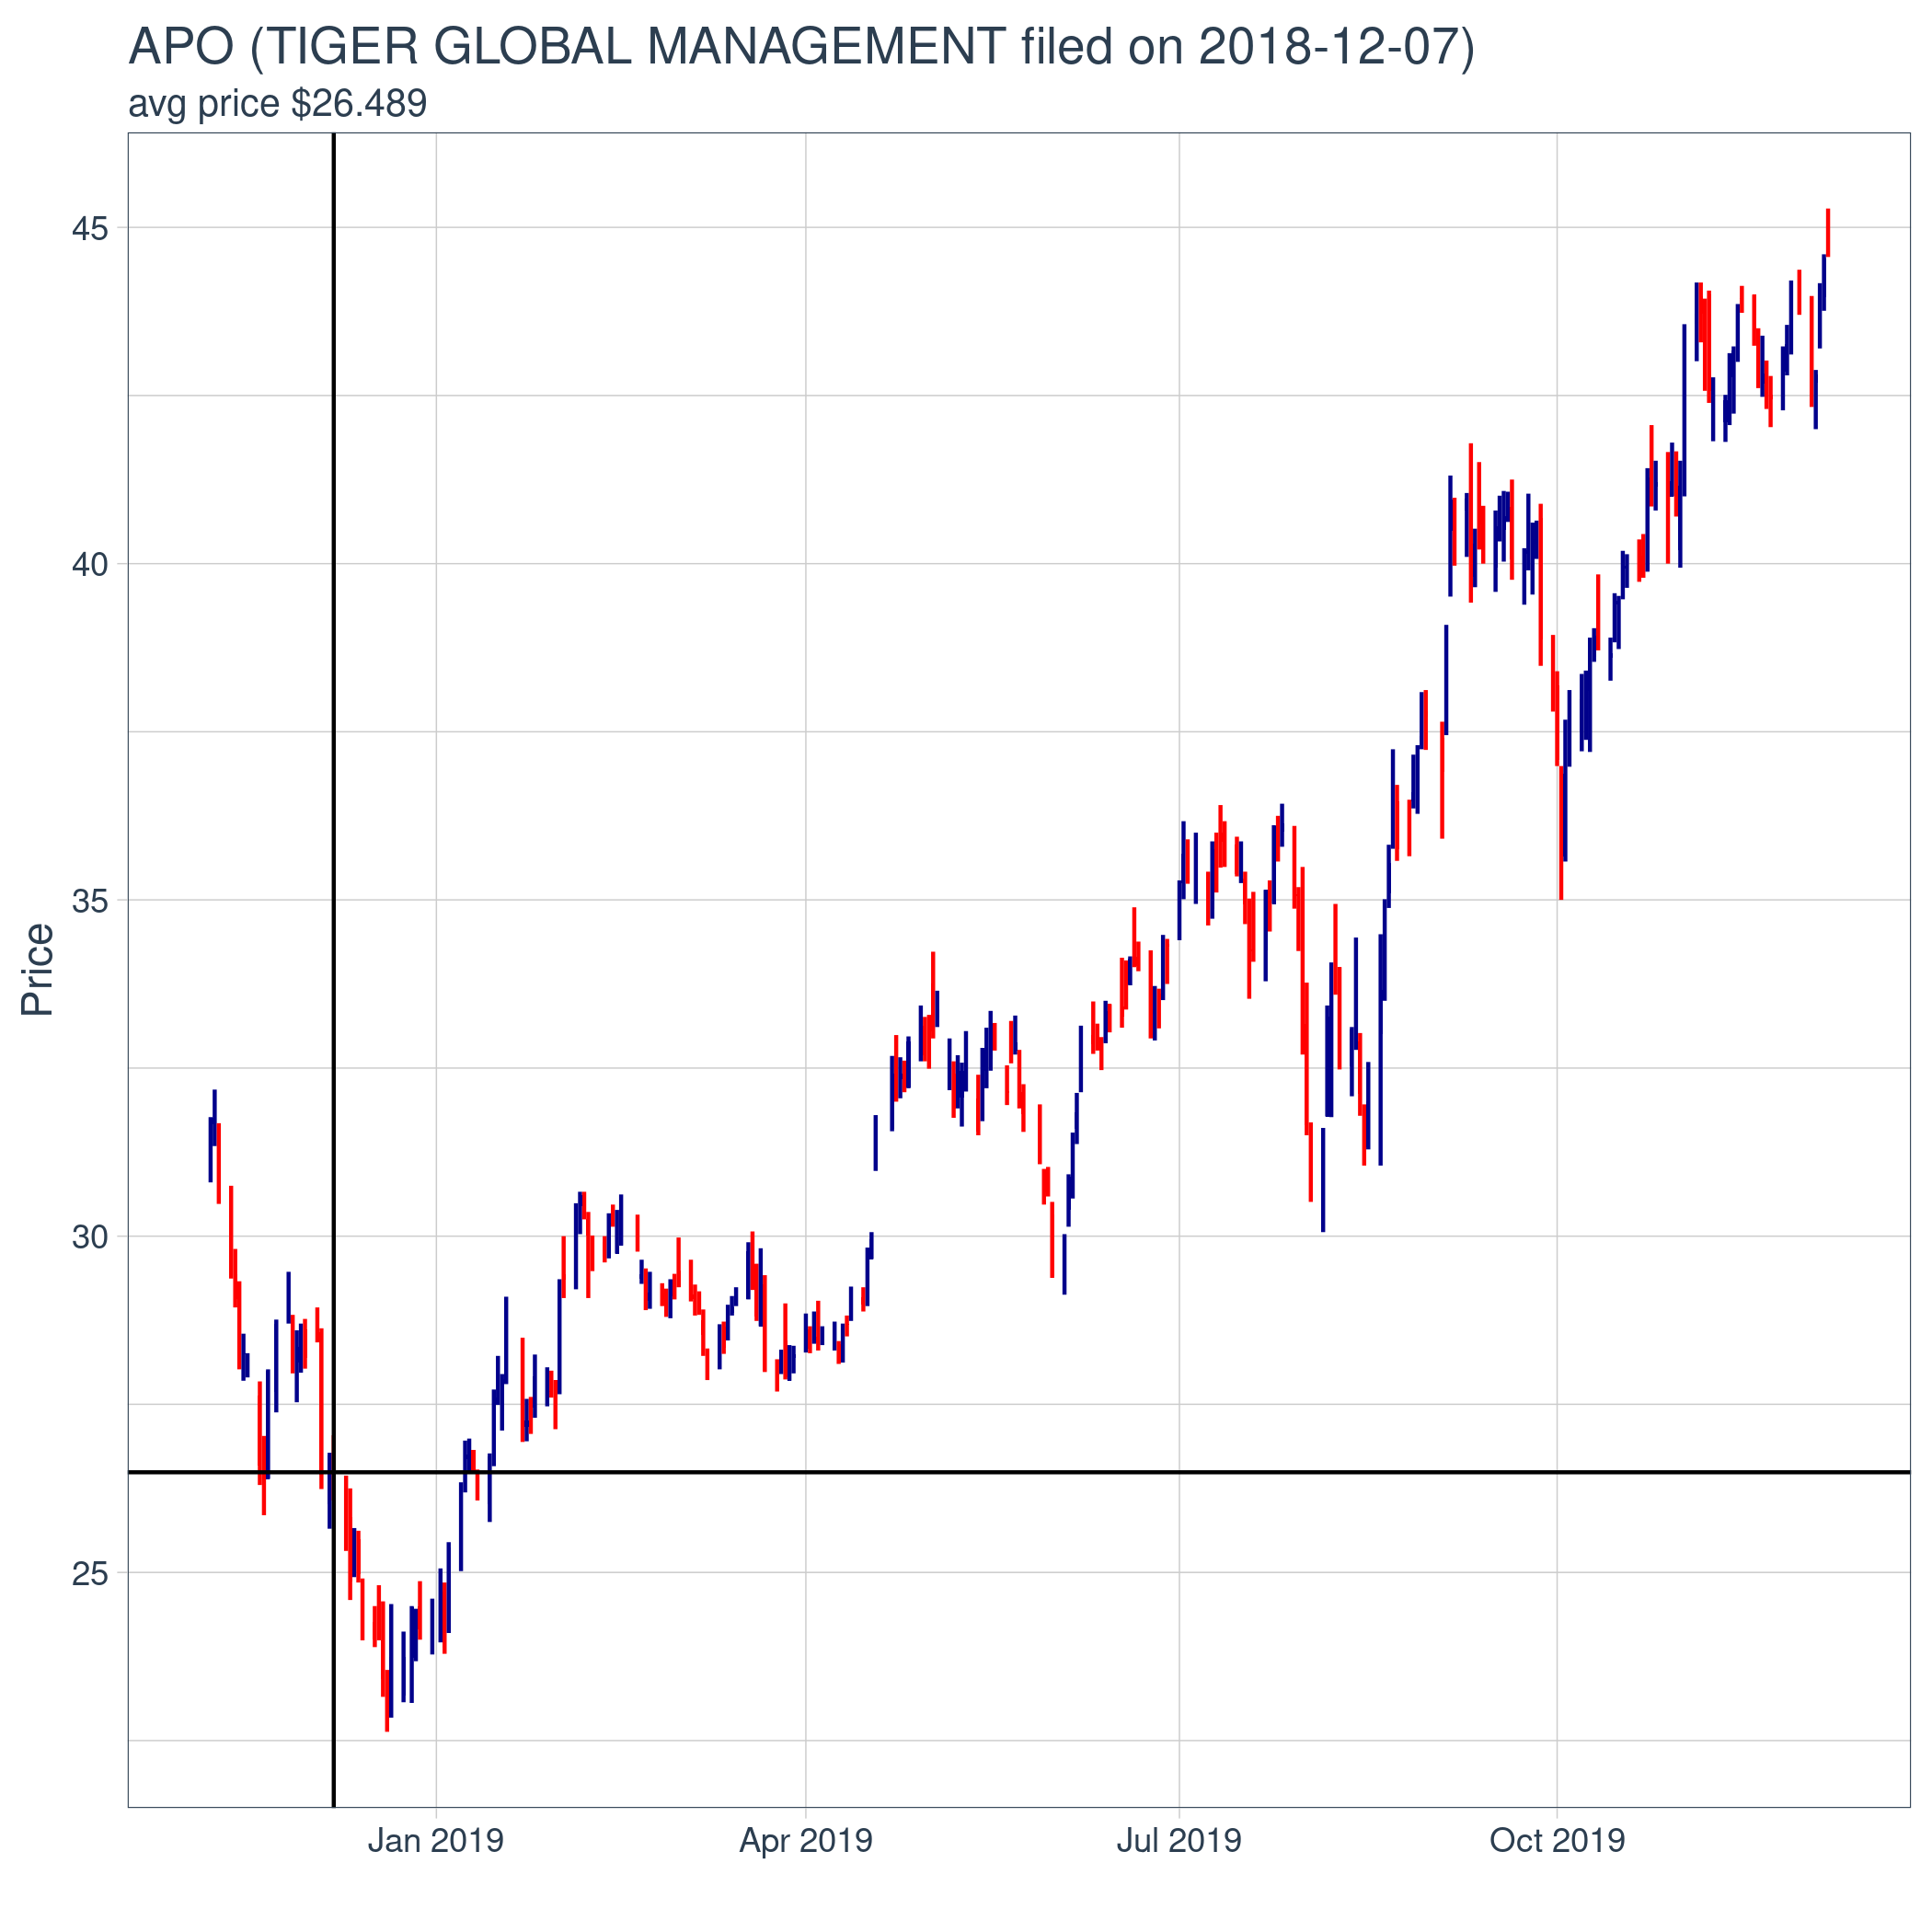 APO (TIGER GLOBAL MANAGEMENT filed on 2018-12-07)
avg price $26.489
45
40
35
30
25
Price
Jan 2019
Apr 2019
Jul 2019
Oct 2019